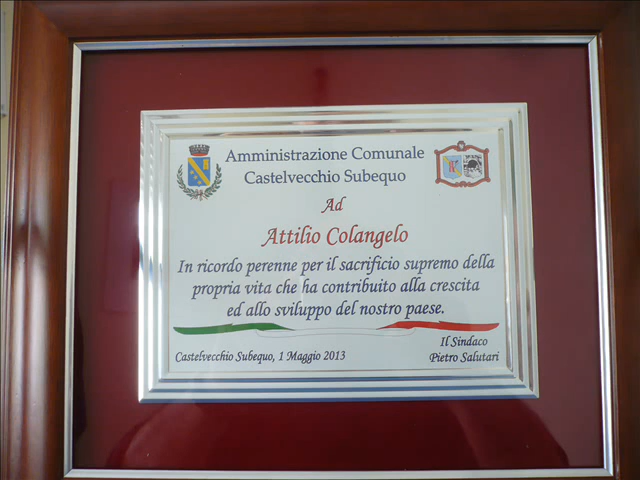 Amministrazione Comunale
Castelvecchio Subequo
Ad
Attilio Colangelo
In ricordo perenne per il sacrificio supremo della
propria vita che ha contribuito alla crescita
ed allo sviluppo del nostro paese.
Castelvecchio Subequo, 1 Maggio 2013
Il Sindaco
Pietro Salutari